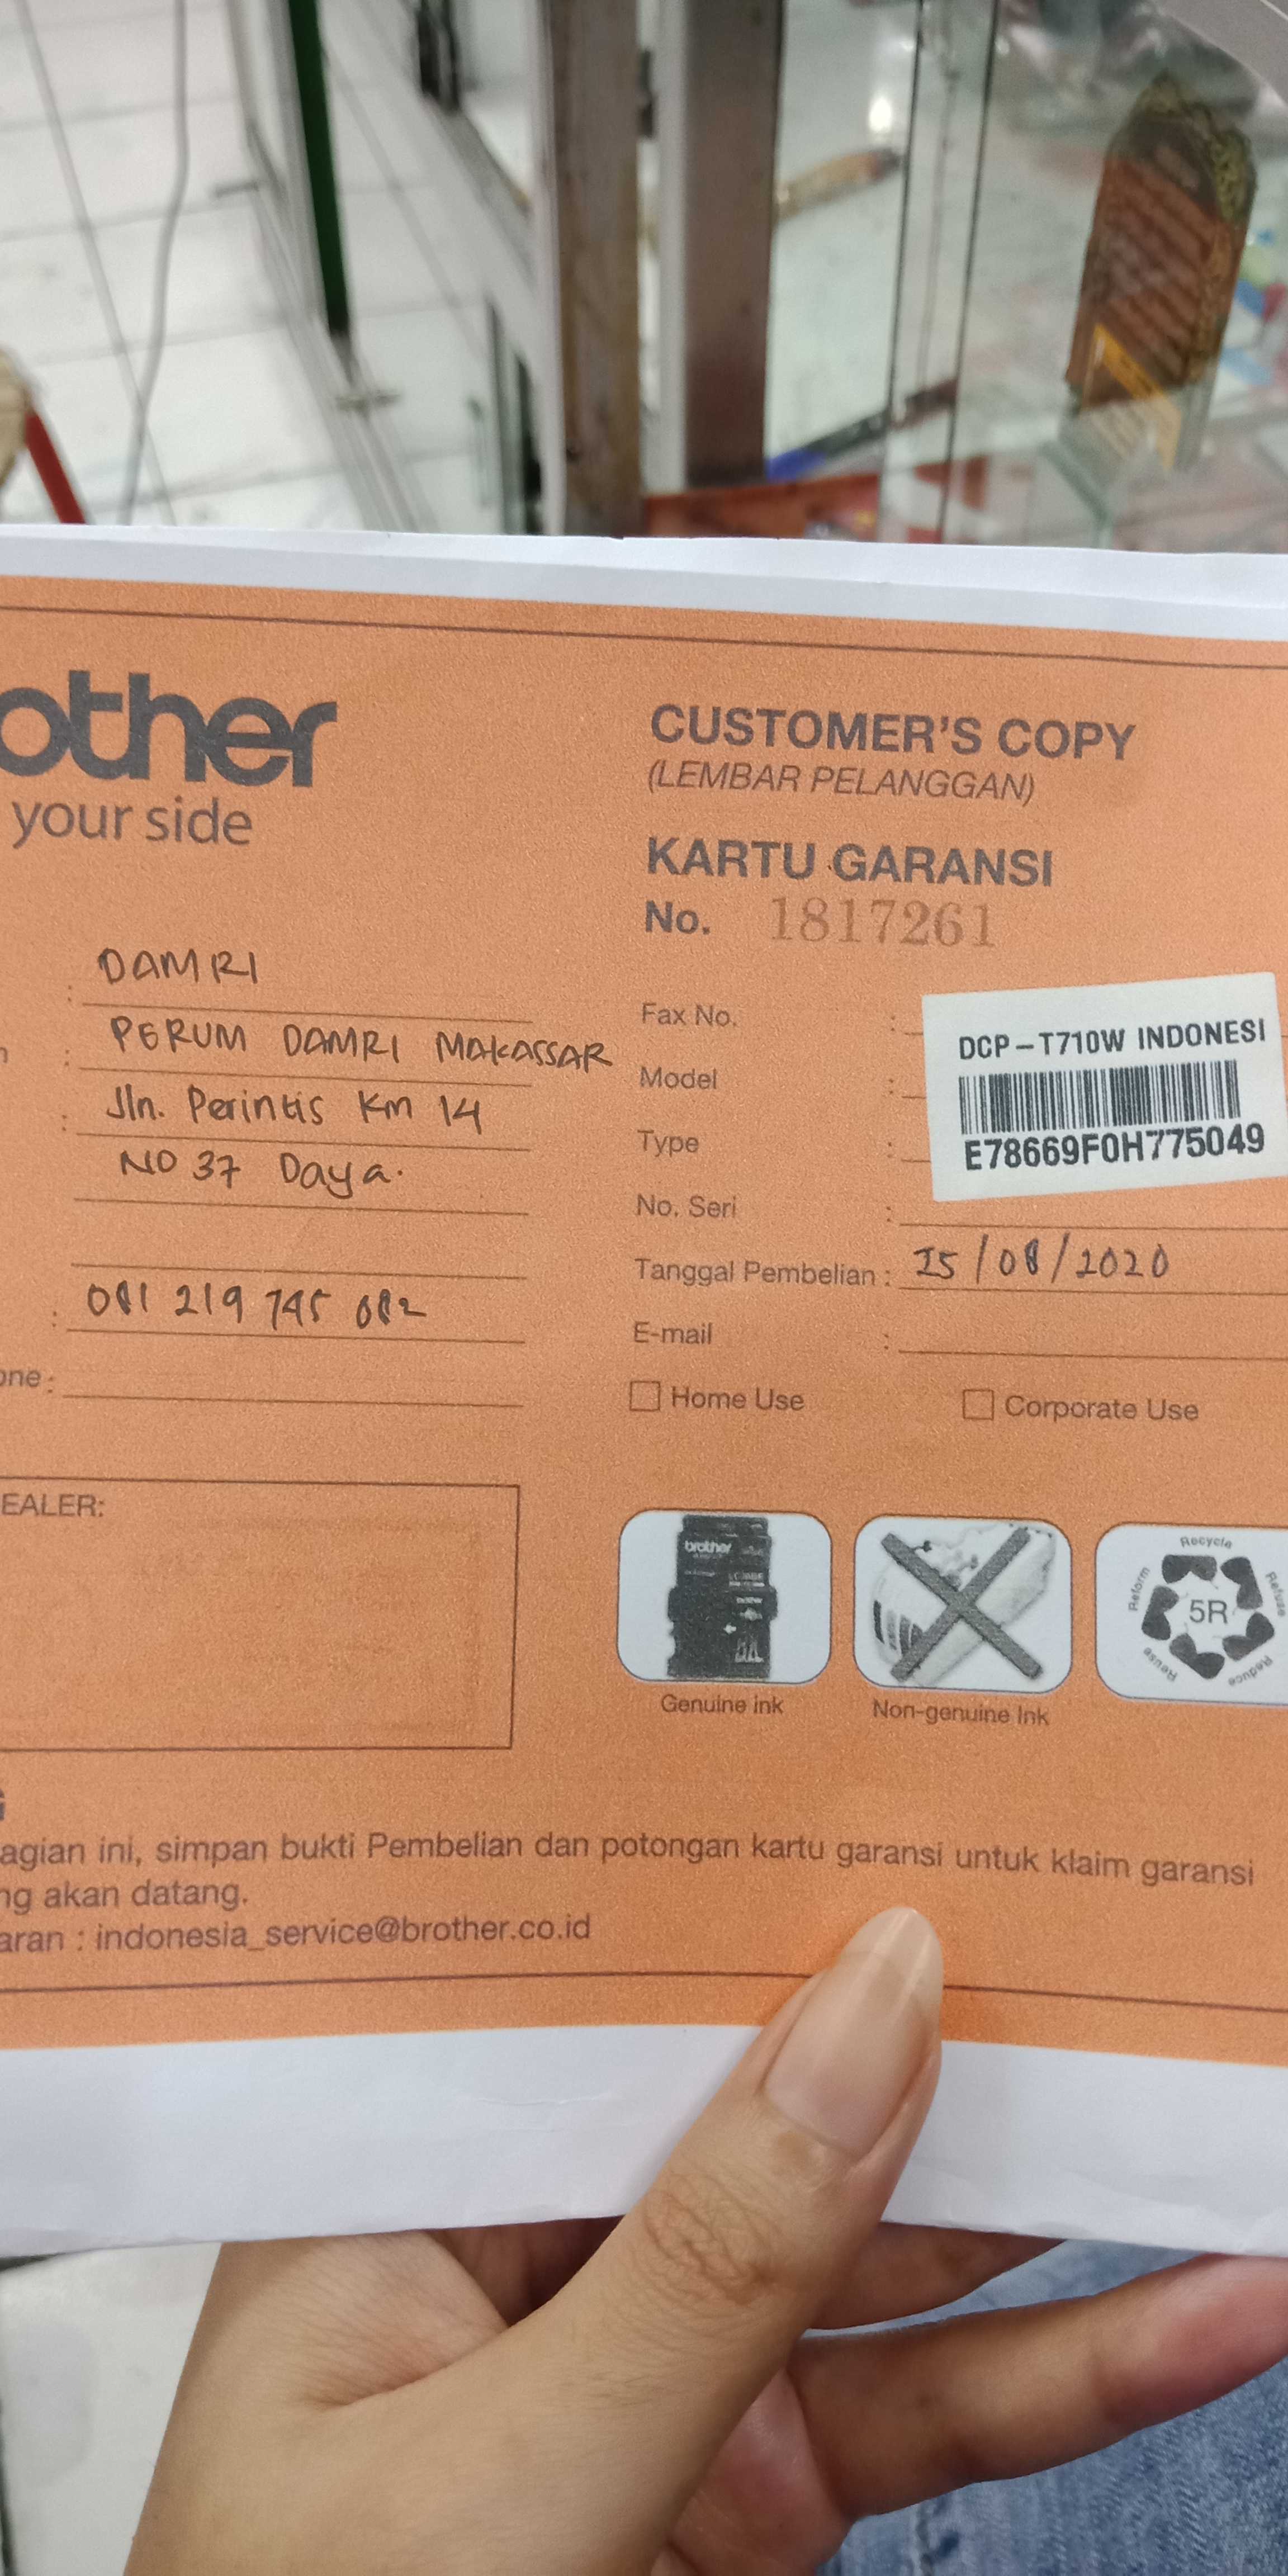 other
your side
CUSTOMER'S COPY
(LEMBAR PELANGGAN)
KARTU GARANSI
No. 1817261
: DAMRI
: PERUM DAMRI MAKASSAR
: Jln. Perintis Km 14
NO 37 Daya.
: 081 219 745 082
one :
Fax No. :
Model :
Type :
No. Seri :
DCP-T710W INDONESI
E78669F0H775049
Tanggal Pembelian : 25/08/2020
E-mail :
Home Use
Corporate Use
EALER:
brother
Genuine ink
Non-genuine Ink
Recycle
Refuse
Reduce
Reuse
Reform
5R
agian ini, simpan bukti Pembelian dan potongan kartu garansi untuk klaim garansi
ng akan datang.
aran : indonesia_service@brother.co.id